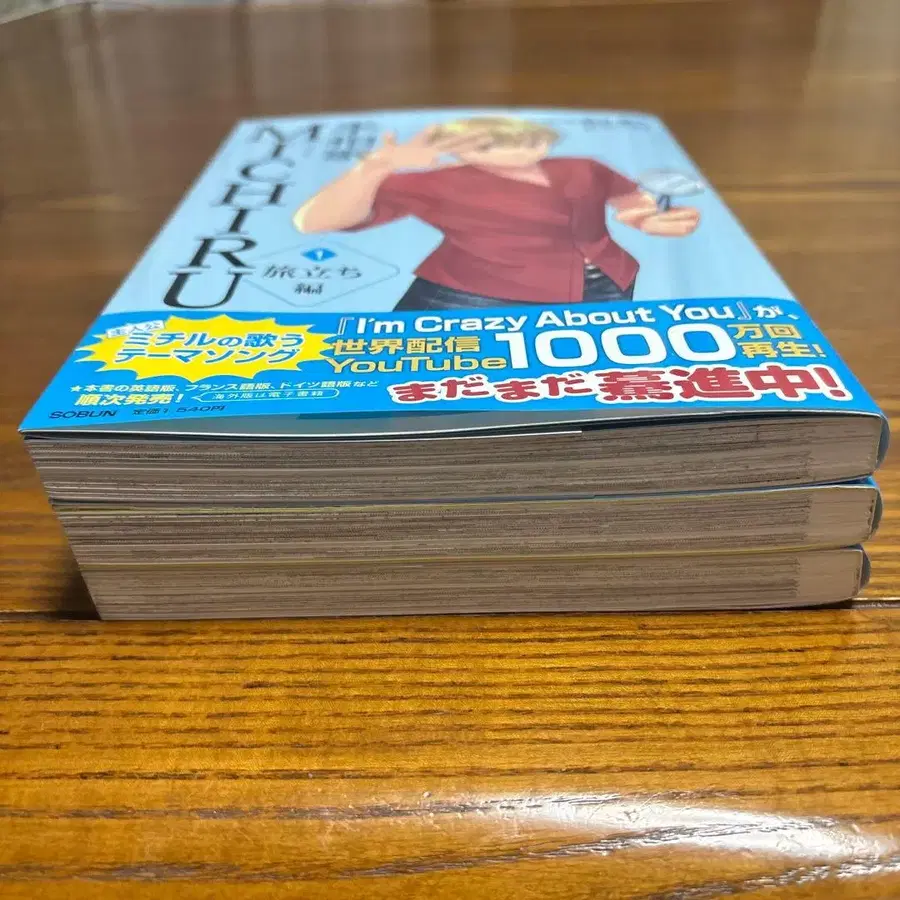 MYCHIRU
1
旅立ち
編
主人公
ミチルの歌う
テーマソング
『I'm Crazy About You』が、
世界配信
YouTube
1000
万回
再生!
まだまだ驀進中!
★本書の英語版、フランス語版、ドイツ語版など
順次発売!
海外版は電子書籍
SOBUN 定価1,540円